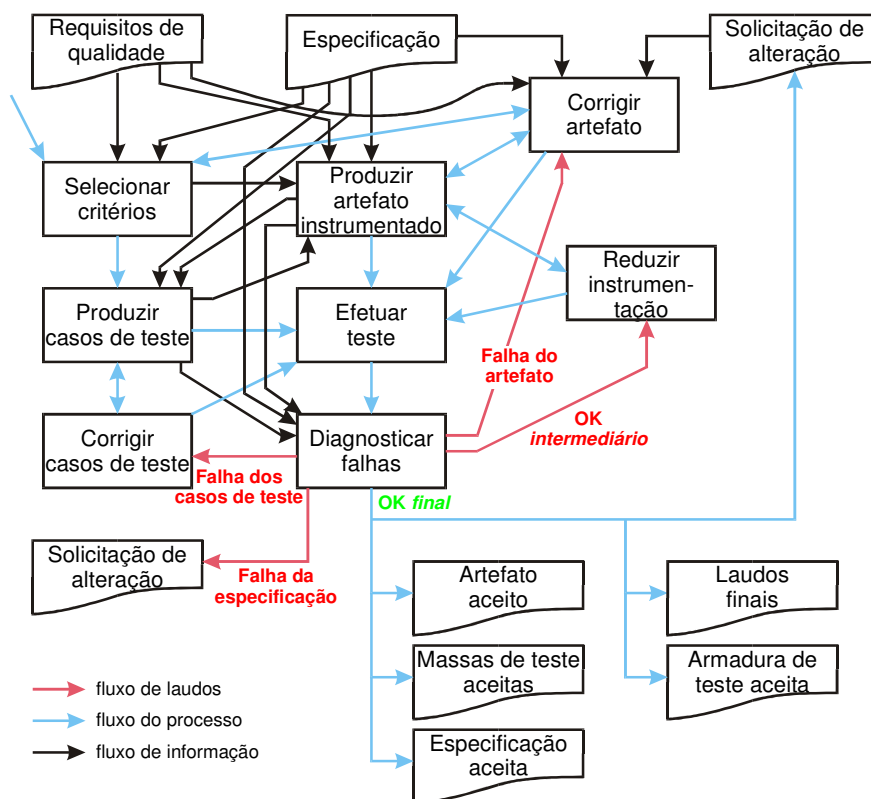 Requisitos de
qualidade
Especificação
Solicitação de
alteração
Corrigir
artefato
Selecionar
critérios
Produzir
artefato
instrumentado
Reduzir
instrumen-
tação
Produzir
casos de teste
Efetuar
teste
Falha do
artefato
OK
intermediário
Corrigir
casos de teste
Diagnosticar
falhas
Falha dos
casos de teste
OK final
Solicitação de
alteração
Falha da
especificação
Artefato
aceito
Laudos
finais
Massas de teste
aceitas
Armadura de
teste aceita
Especificação
aceita
fluxo de laudos
fluxo do processo
fluxo de informação